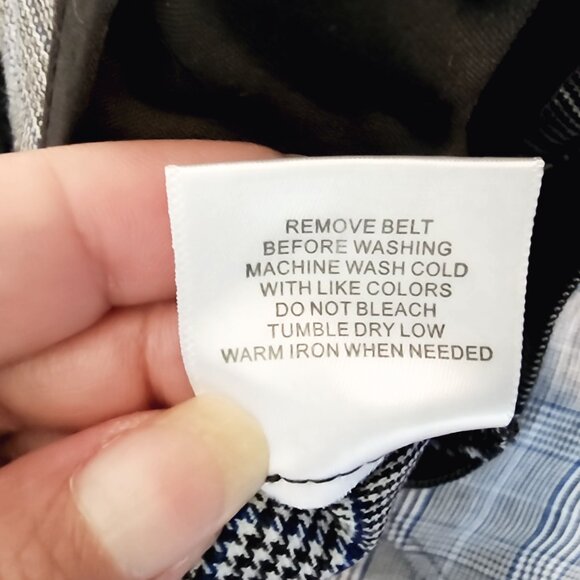 REMOVE BELT
BEFORE WASHING
MACHINE WASH COLD
WITH LIKE COLORS
DO NOT BLEACH
TUMBLE DRY LOW
WARM IRON WHEN NEEDED